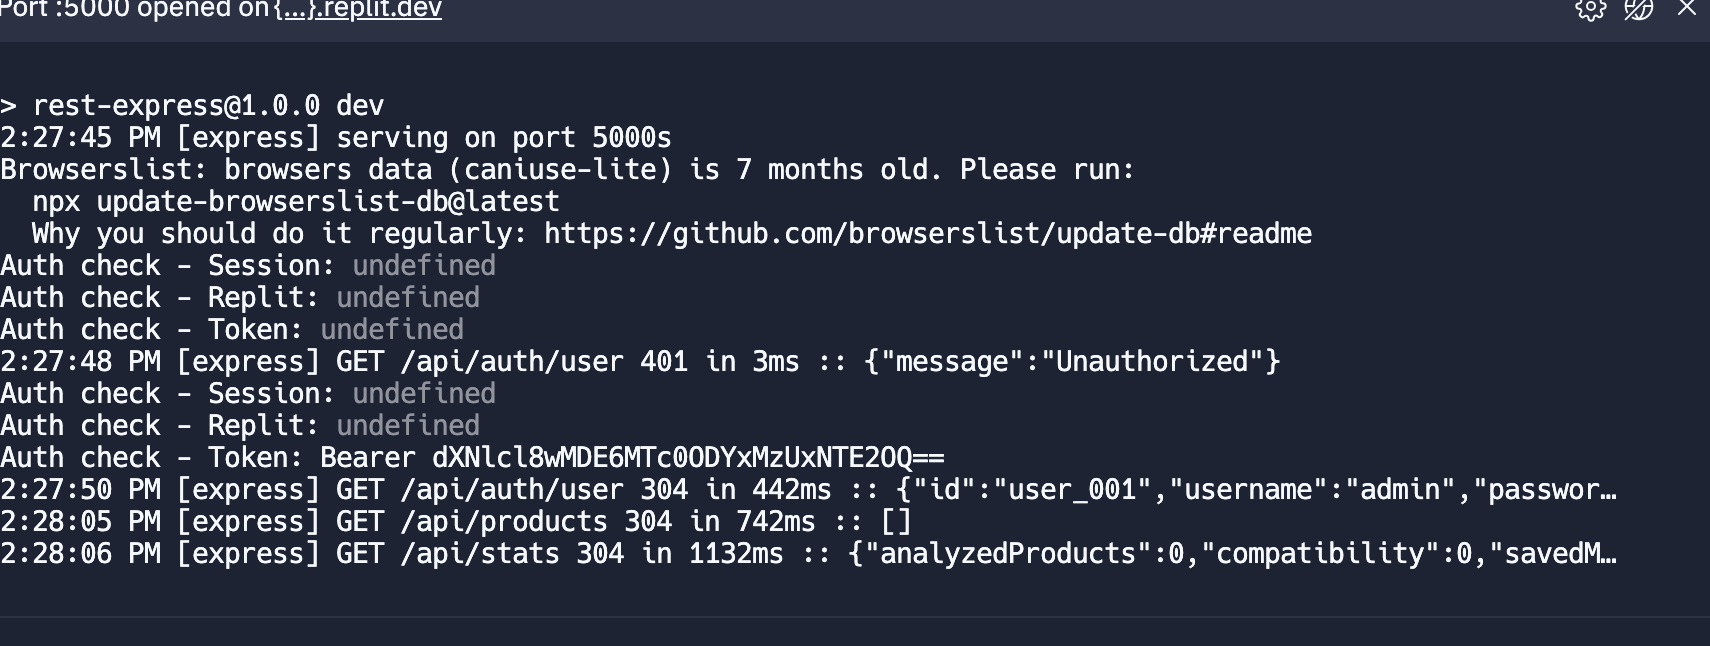 Port :5000 opened on {...}.replit.dev
> rest-express@1.0.0 dev
2:27:45 PM [express] serving on port 5000s
Browserslist: browsers data (caniuse-lite) is 7 months old. Please run:
  npx update-browserslist-db@latest
  Why you should do it regularly: https://github.com/browserslist/update-db#readme
Auth check - Session: undefined
Auth check - Replit: undefined
Auth check - Token: undefined
2:27:48 PM [express] GET /api/auth/user 401 in 3ms :: {"message":"Unauthorized"}
Auth check - Session: undefined
Auth check - Replit: undefined
Auth check - Token: Bearer dXNlcl8wMDE6MTc0ODYxMzUxNTE2OQ==
2:27:50 PM [express] GET /api/auth/user 304 in 442ms :: {"id":"user_001","username":"admin","passwor…
2:28:05 PM [express] GET /api/products 304 in 742ms :: []
2:28:06 PM [express] GET /api/stats 304 in 1132ms :: {"analyzedProducts":0,"compatibility":0,"savedM…